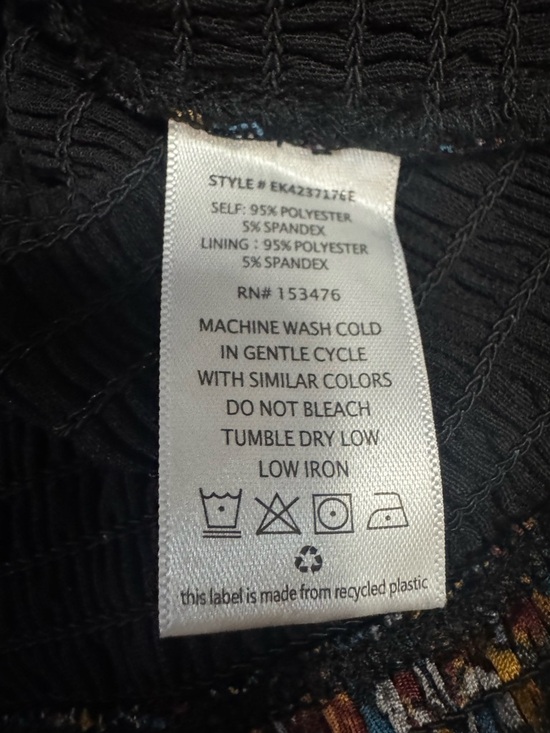 STYLE # EK4237176E
SELF: 95% POLYESTER
5% SPANDEX
LINING : 95% POLYESTER
5% SPANDEX
RN# 153476
MACHINE WASH COLD
IN GENTLE CYCLE
WITH SIMILAR COLORS
DO NOT BLEACH
TUMBLE DRY LOW
LOW IRON
this label is made from recycled plastic